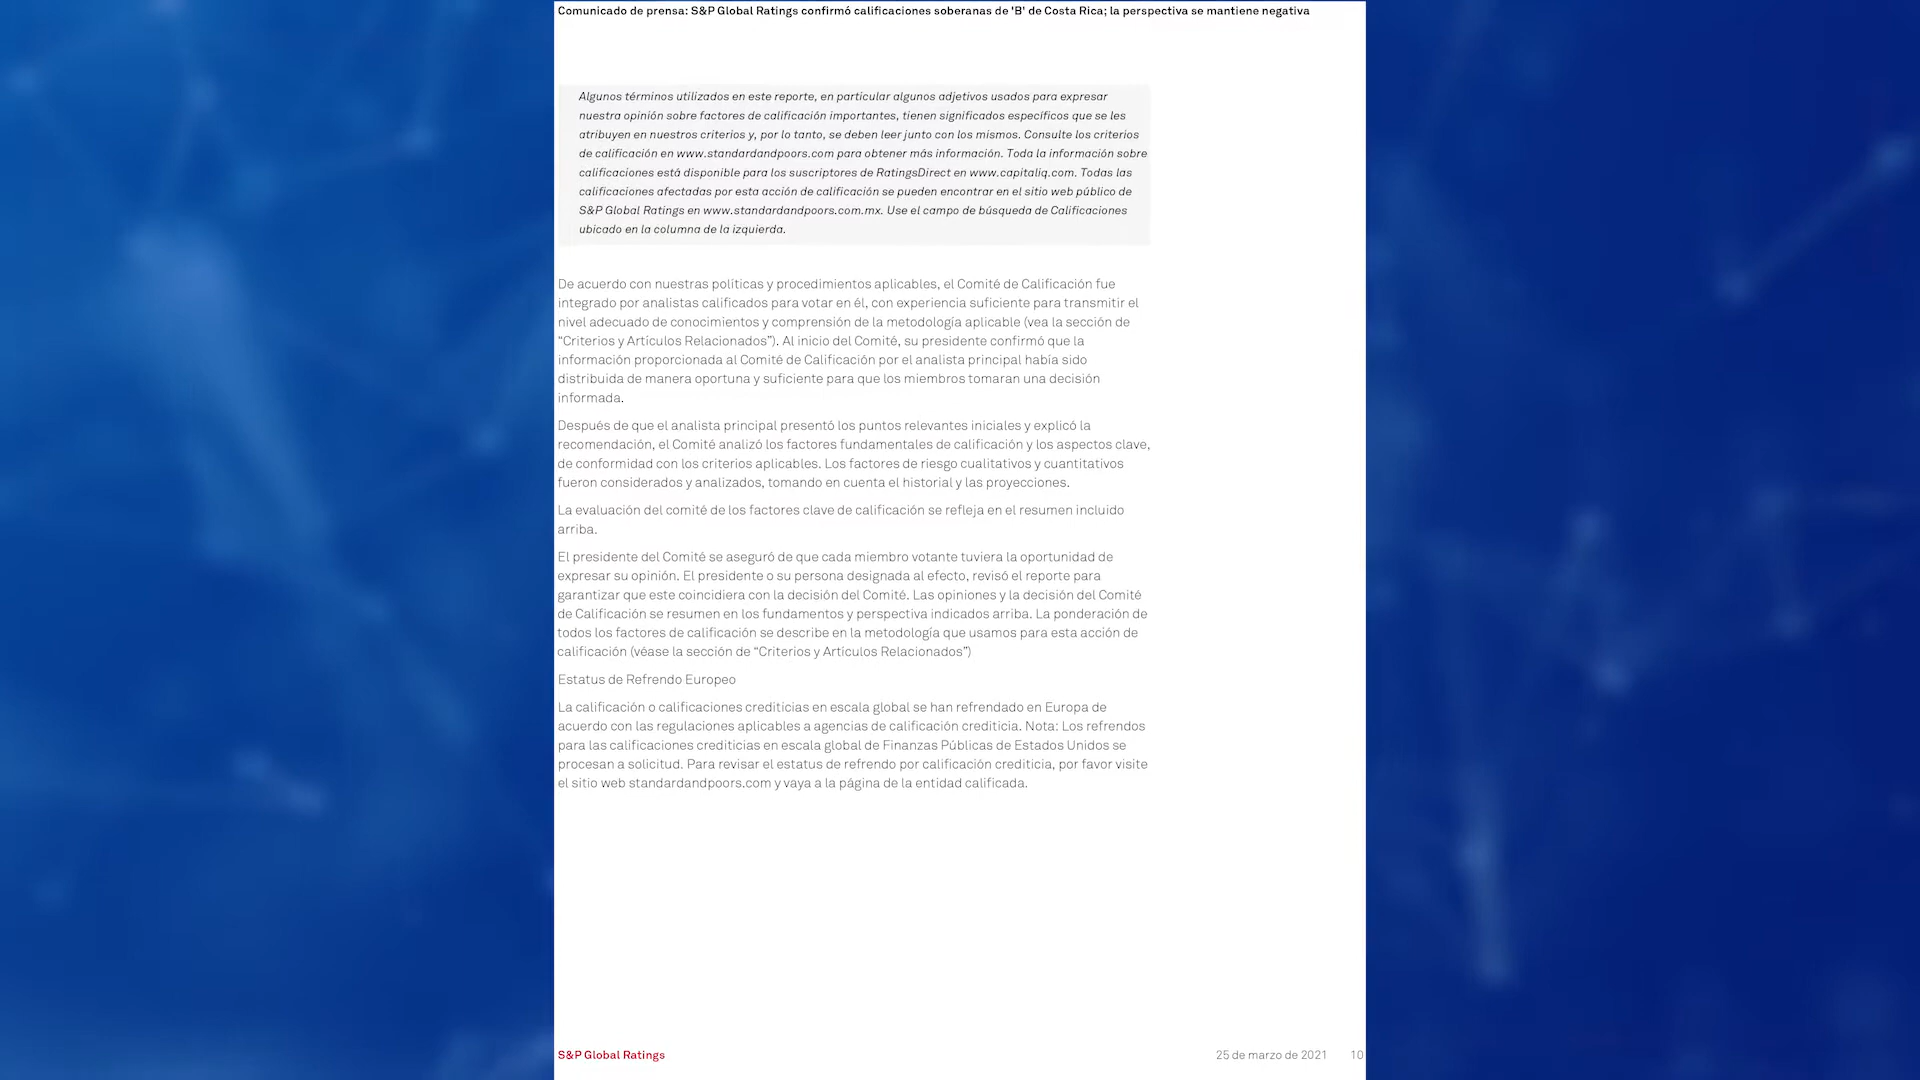 Comunicado de prensa: S&P Global Ratings confirmó calificaciones soberanas de 'B' de Costa Rica; la perspectiva se mantiene negativa
Algunos términos utilizados en este reporte, en particular algunos adjetivos usados para expresar
nuestra opinión sobre factores de calificación importantes, tienen significados específicos que se les
atribuyen en nuestros criterios y, por lo tanto, se deben leer junto con los mismos. Consulte los criterios
de calificación en www.standardandpoors.com para obtener más información. Toda la información sobre
calificaciones está disponible para los suscriptores de RatingsDirect en www.capitaliq.com. Todas las
calificaciones afectadas por esta acción de calificación se pueden encontrar en el sitio web público de
S&P Global Ratings en www.standardandpoors.com.mx. Use el campo de búsqueda de Calificaciones
ubicado en la columna de la izquierda.
De acuerdo con nuestras políticas y procedimientos aplicables, el Comité de Calificación fue
integrado por analistas calificados para votar en él, con experiencia suficiente para transmitir el
nivel adecuado de conocimientos y comprensión de la metodología aplicable (vea la sección de
“Criterios y Artículos Relacionados”). Al inicio del Comité, su presidente confirmó que la
información proporcionada al Comité de Calificación por el analista principal había sido
distribuida de manera oportuna y suficiente para que los miembros tomaran una decisión
informada.
Después de que el analista principal presentó los puntos relevantes iniciales y explicó la
recomendación, el Comité analizó los factores fundamentales de calificación y los aspectos clave,
de conformidad con los criterios aplicables. Los factores de riesgo cualitativos y cuantitativos
fueron considerados y analizados, tomando en cuenta el historial y las proyecciones.
La evaluación del comité de los factores clave de calificación se refleja en el resumen incluido
arriba.
El presidente del Comité se aseguró de que cada miembro votante tuviera la oportunidad de
expresar su opinión. El presidente o su persona designada al efecto, revisó el reporte para
garantizar que este coincidiera con la decisión del Comité. Las opiniones y la decisión del Comité
de Calificación se resumen en los fundamentos y perspectiva indicados arriba. La ponderación de
todos los factores de calificación se describe en la metodología que usamos para esta acción de
calificación (véase la sección de “Criterios y Artículos Relacionados”)
Estatus de Refrendo Europeo
La calificación o calificaciones crediticias en escala global se han refrendado en Europa de
acuerdo con las regulaciones aplicables a agencias de calificación crediticia. Nota: Los refrendos
para las calificaciones crediticias en escala global de Finanzas Públicas de Estados Unidos se
procesan a solicitud. Para revisar el estatus de refrendo por calificación crediticia, por favor visite
el sitio web standardandpoors.com y vaya a la página de la entidad calificada.
S&P Global Ratings
25 de marzo de 2021 10